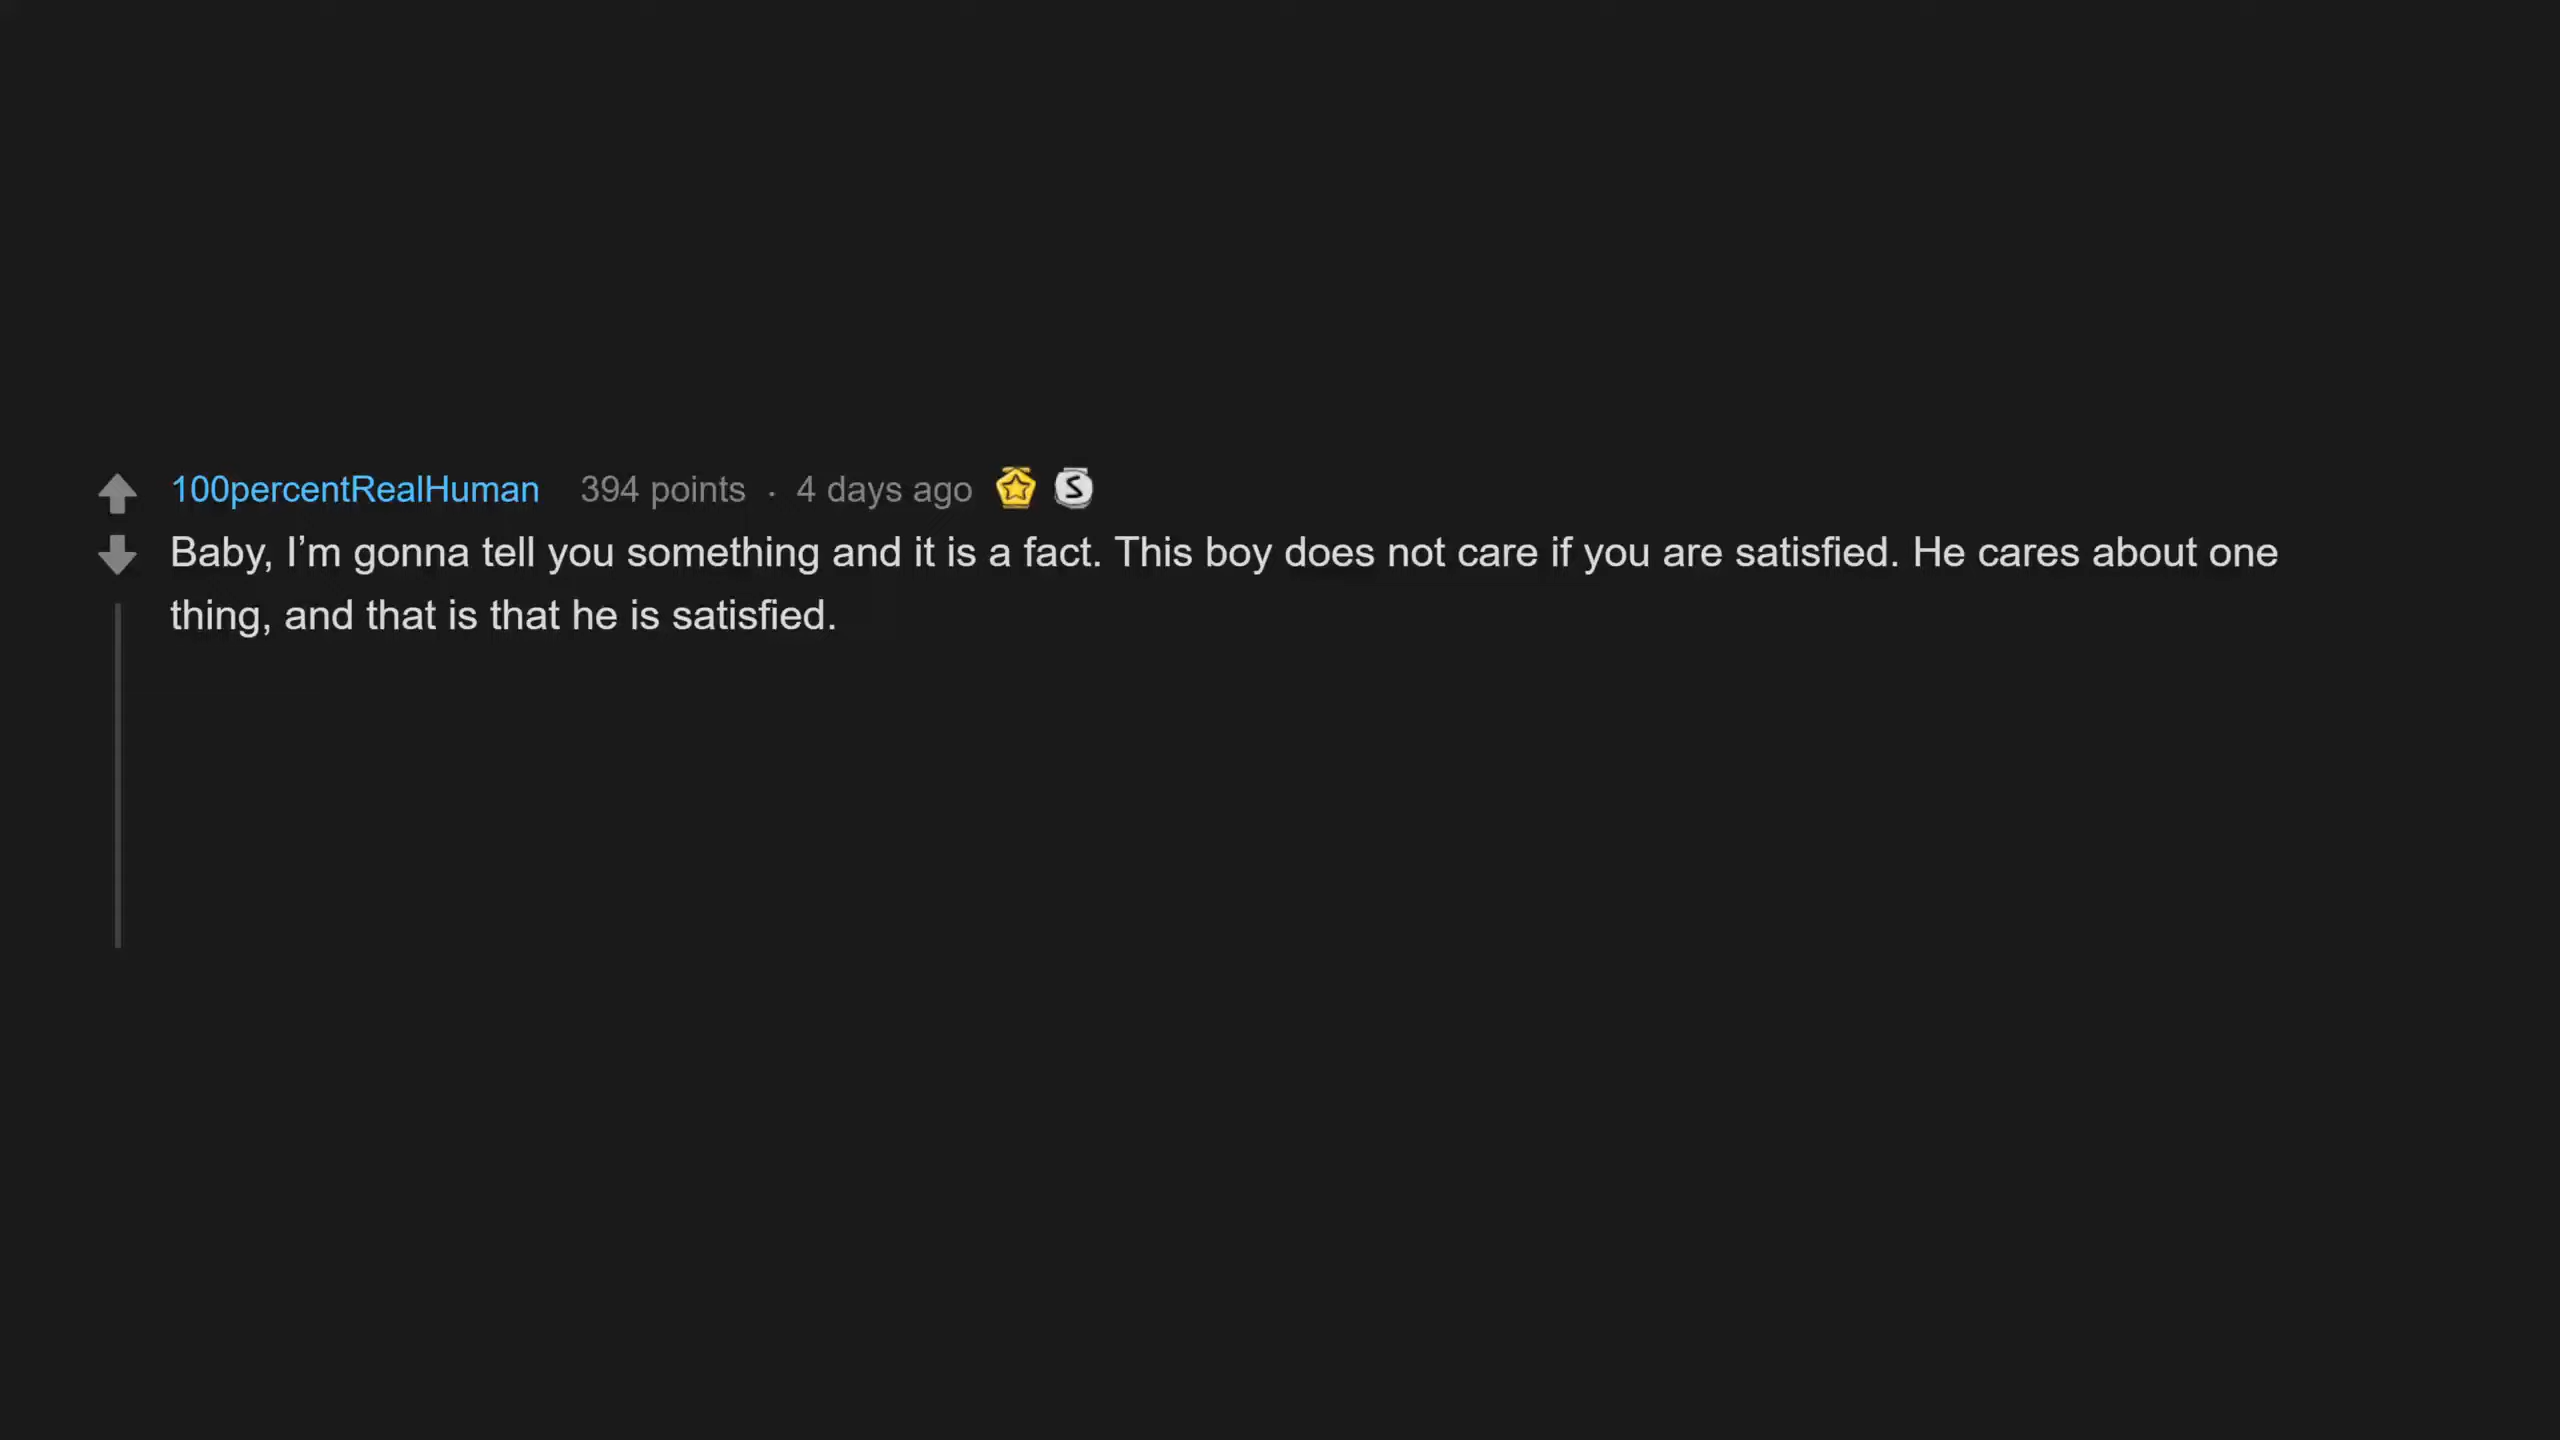 100percentRealHuman 394 points · 4 days ago S
Baby, I’m gonna tell you something and it is a fact. This boy does not care if you are satisfied. He cares about one
thing, and that is that he is satisfied.